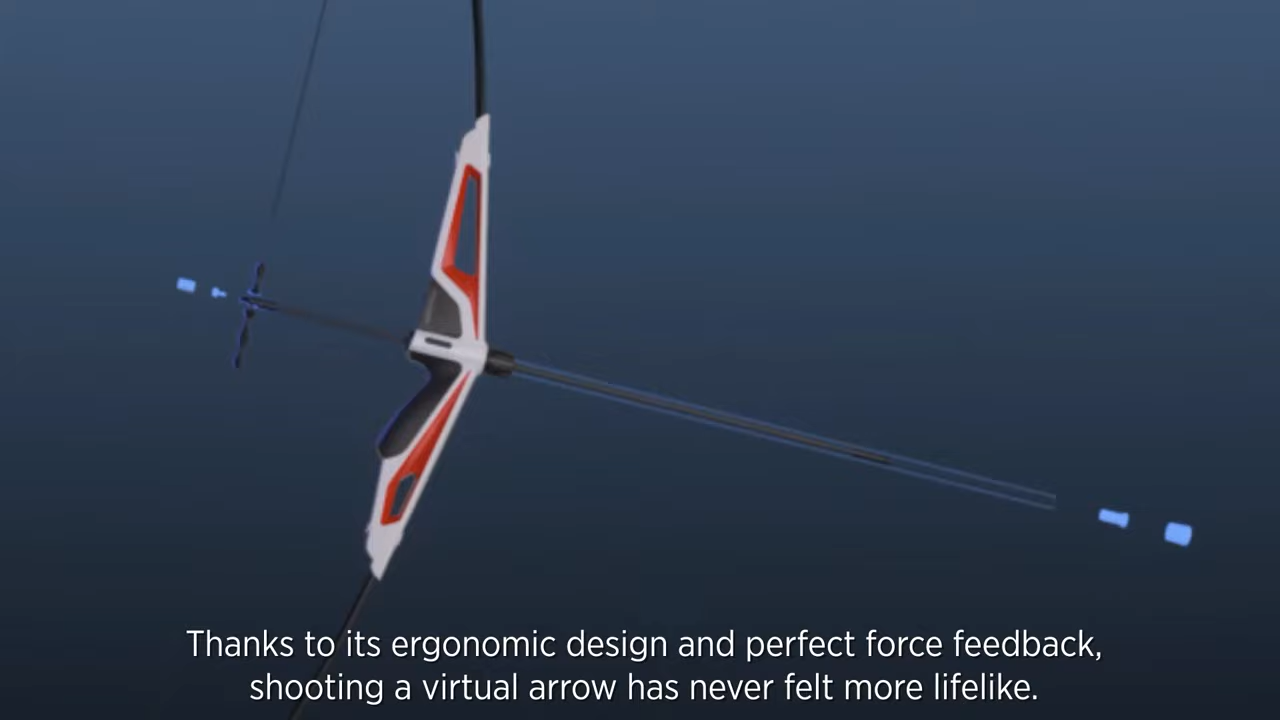 Thanks to its ergonomic design and perfect force feedback,
shooting a virtual arrow has never felt more lifelike.